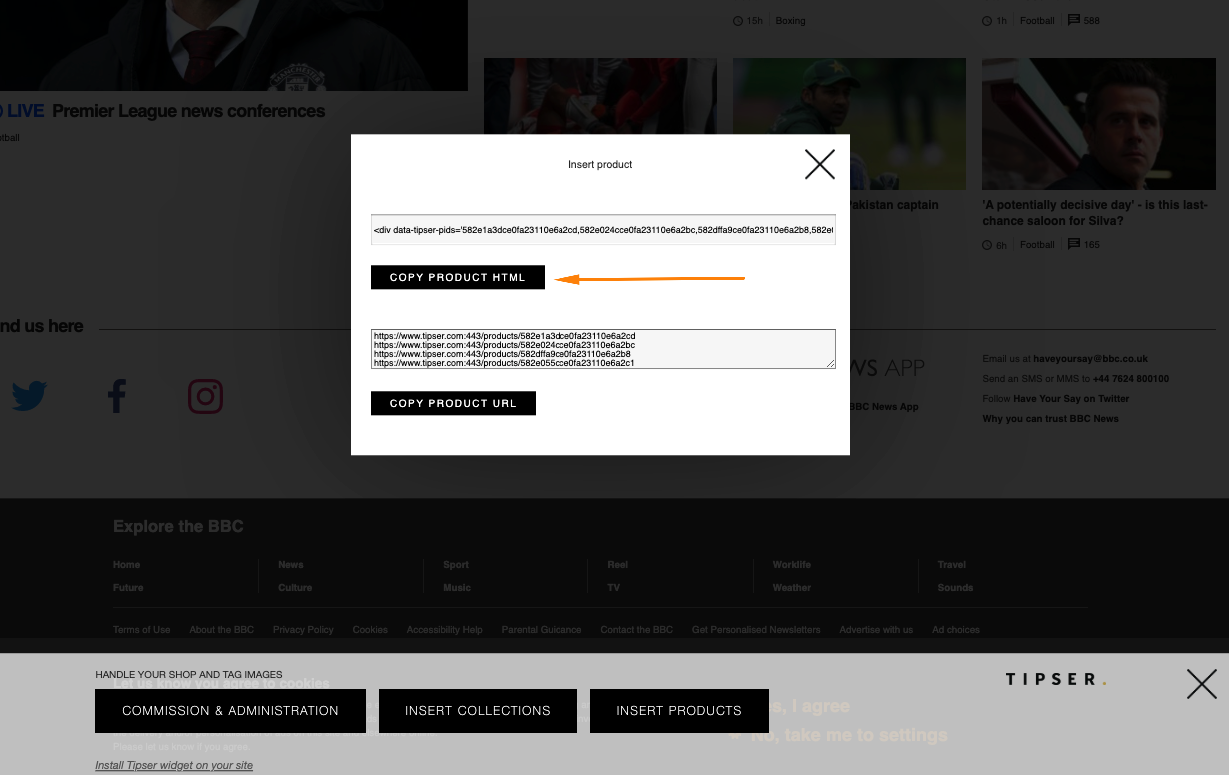 15h Boxing
1h Football 588
LIVE Premier League news conferences
tball
Insert product
<div data-tipser-pids='582e1a3dce0fa23110e6a2cd,582e024cce0fa23110e6a2bc,582dffa9ce0fa23110e6a2b8,582e
COPY PRODUCT HTML
Pakistan captain
'A potentially decisive day' - is this last-
chance saloon for Silva?
6h Football 165
https://www.tipser.com:443/products/582e1a3dce0fa23110e6a2cd
https://www.tipser.com:443/products/582e024cce0fa23110e6a2bc
https://www.tipser.com:443/products/582dffa9ce0fa23110e6a2b8
https://www.tipser.com:443/products/582e055cce0fa23110e6a2c1
COPY PRODUCT URL
nd us here
WS APP
BBC News App
Email us at haveyoursay@bbc.co.uk
Send an SMS or MMS to +44 7624 800100
Follow Have Your Say on Twitter
Why you can trust BBC News
Explore the BBC
Home News Sport Reel Worklife Travel
Future Culture Music TV Weather Sounds
Terms of Use About the BBC Privacy Policy Cookies Accessibility Help Parental Guidance Contact the BBC Get Personalised Newsletters Advertise with us Ad choices
HANDLE YOUR SHOP AND TAG IMAGES
Let us know you agree to cookies
TIPSER.
COMMISSION & ADMINISTRATION
INSERT COLLECTIONS
INSERT PRODUCTS
s, I agree
No, take me to settings
Please let us know if you agree.
Install Tipser widget on your site